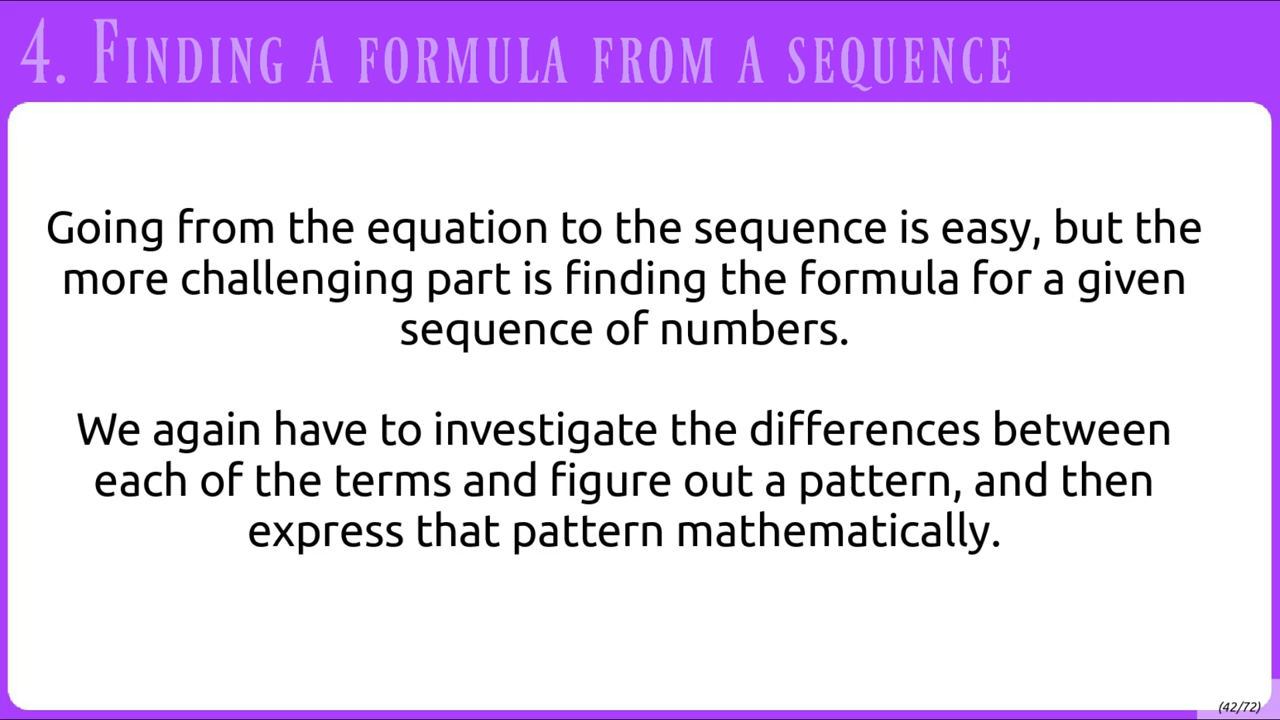 4. Finding a formula from a sequence
Going from the equation to the sequence is easy, but the
more challenging part is finding the formula for a given
sequence of numbers.
We again have to investigate the differences between
each of the terms and figure out a pattern, and then
express that pattern mathematically.
(42/72)